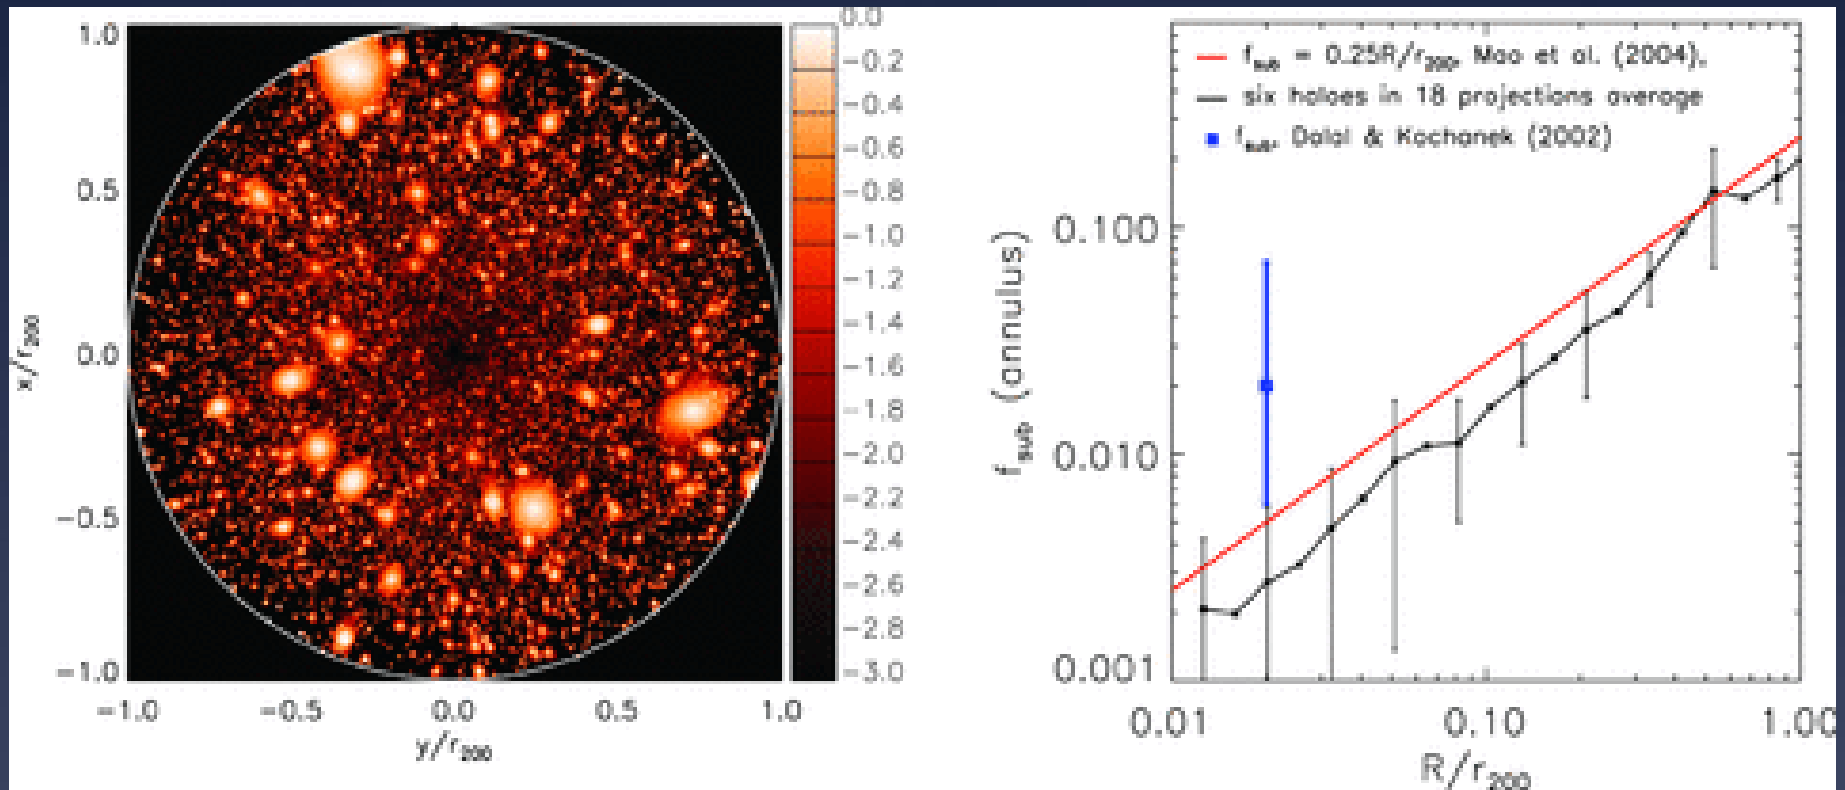 1.0
0.5
0.0
−0.5
−1.0
x/r200
−1.0 −0.5 0.0 0.5 1.0
y/r200
0.0
−0.2
−0.4
−0.6
−0.8
−1.0
−1.2
−1.4
−1.6
−1.8
−2.0
−2.2
−2.4
−2.6
−2.8
−3.0
fsub = 0.25R/r200, Mao et al. (2004),
six haloes in 18 projections average
fsub, Dalal & Kochanek (2002)
0.100
0.010
0.001
fsub (annulus)
0.01 0.10 1.00
R/r200